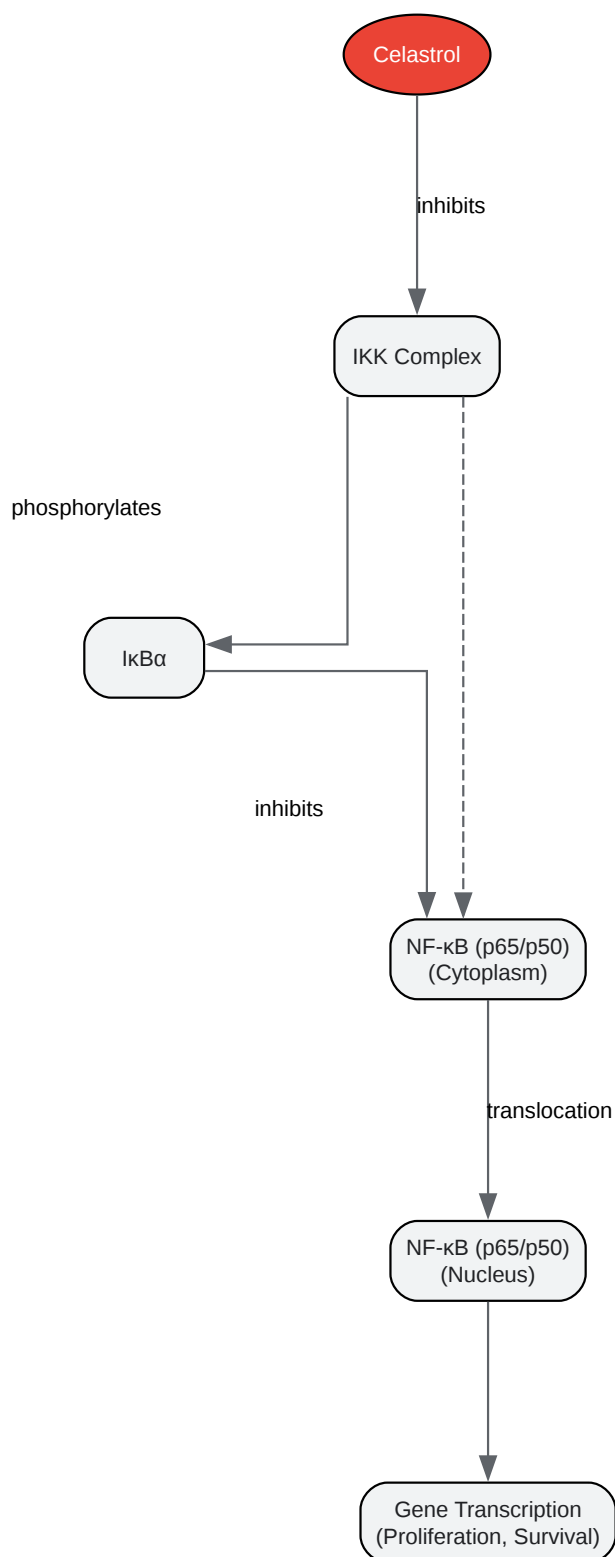 Celastrol
inhibits
IKK Complex
phosphorylates
IκBα
inhibits
NF-κB (p65/p50)
(Cytoplasm)
translocation
NF-κB (p65/p50)
(Nucleus)
Gene Transcription
(Proliferation, Survival)